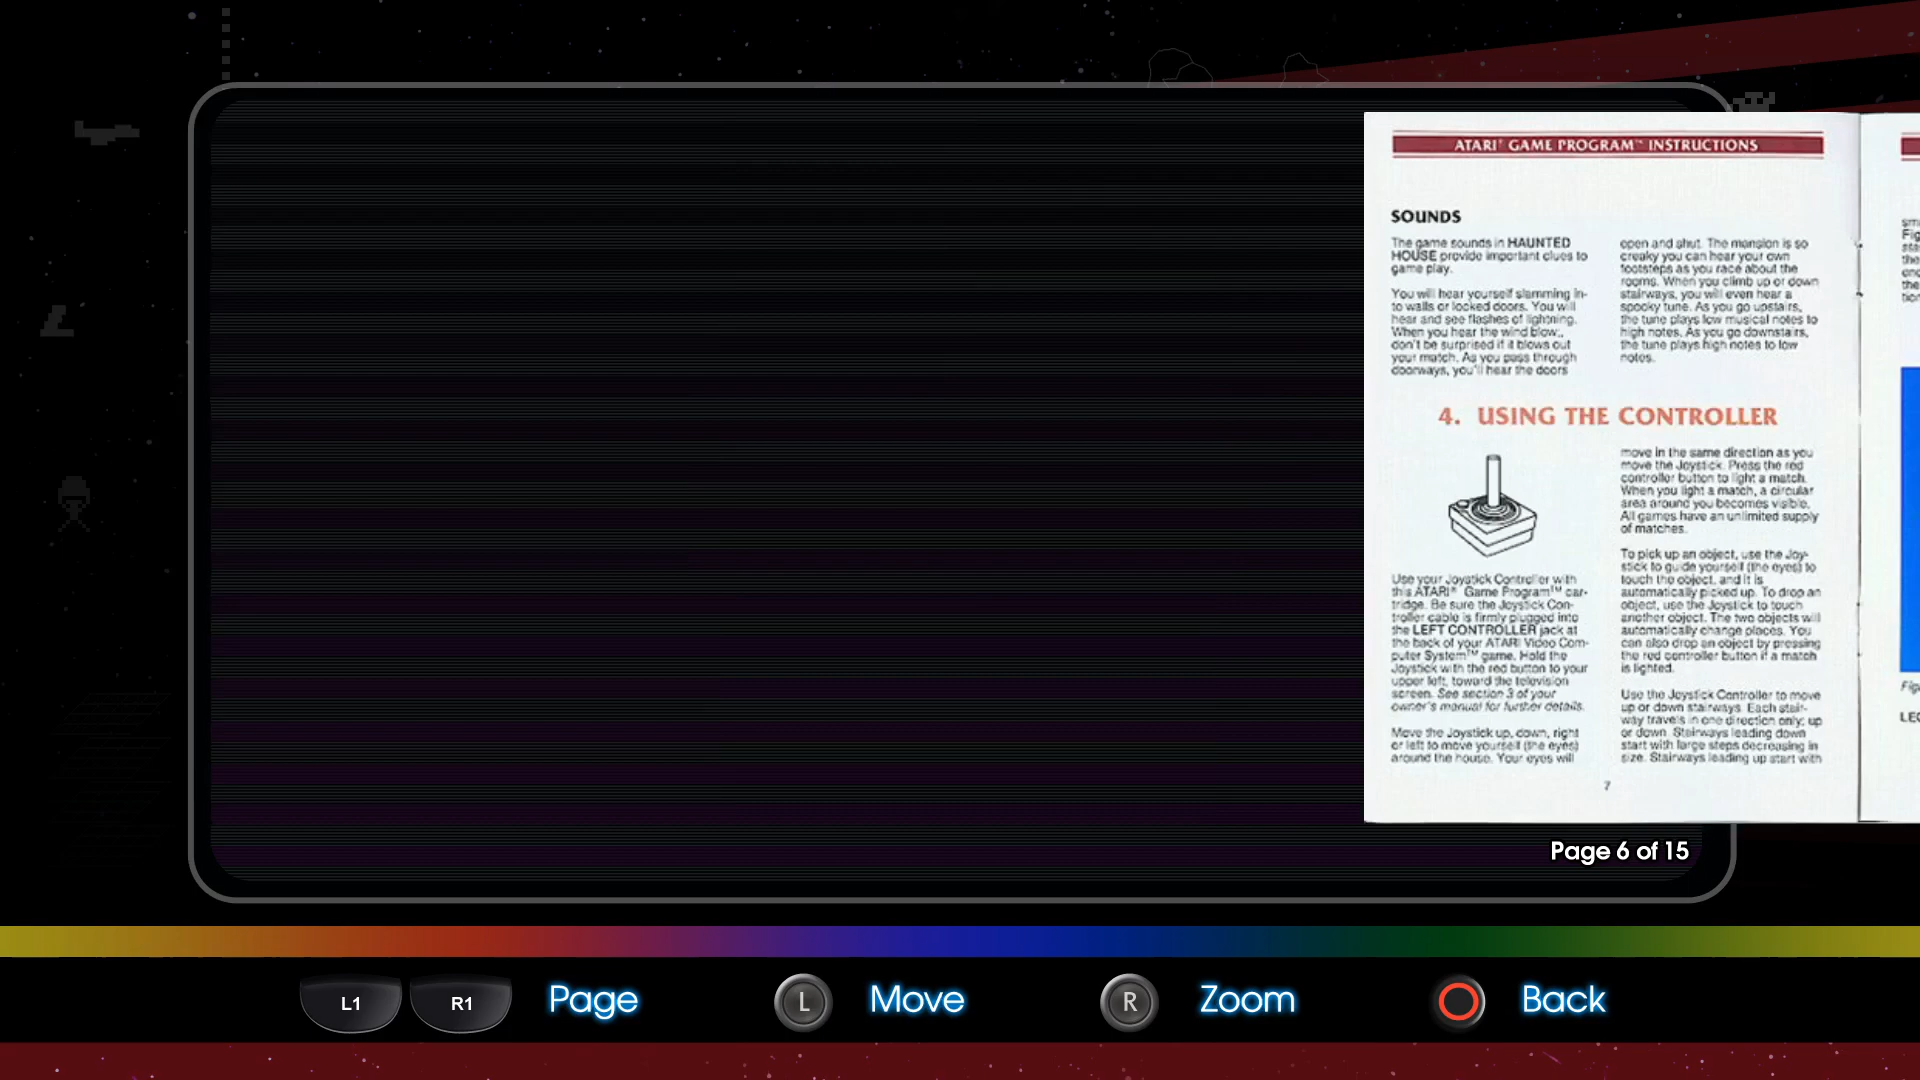 ATARI® GAME PROGRAM™ INSTRUCTIONS
SOUNDS
The game sounds in HAUNTED
HOUSE provide important clues to
game play.
You will hear yourself slamming in-
to walls or locked doors. You will
hear and see flashes of lightning.
When you hear the wind blow,
don't be surprised if it blows out
your match. As you pass through
doorways, you'll hear the doors
open and shut. The mansion is so
creaky you can hear your own
footsteps as you race about the
rooms. When you climb up or down
stairways, you will even hear a
spooky tune. As you go upstairs,
the tune plays low musical notes to
high notes. As you go downstairs,
the tune plays high notes to low
notes.
4. USING THE CONTROLLER
Use your Joystick Controller with
this ATARI® Game Program™ car-
tridge. Be sure the Joystick Con-
troller cable is firmly plugged into
the LEFT CONTROLLER jack at
the back of your ATARI Video Com-
puter System™ game. Hold the
Joystick with the red button to your
upper left, toward the television
screen. See section 3 of your
owner's manual for further details.
Move the Joystick up, down, right
or left to move yourself (the eyes)
around the house. Your eyes will
move in the same direction as you
move the Joystick. Press the red
controller button to light a match.
When you light a match, a circular
area around you becomes visible.
All games have an unlimited supply
of matches.
To pick up an object, use the Joy-
stick to guide yourself (the eyes) to
touch the object, and it is
automatically picked up. To drop an
object, use the Joystick to touch
another object. The two objects will
automatically change places. You
can also drop an object by pressing
the red controller button if a match
is lighted.
Use the Joystick Controller to move
up or down stairways. Each stair-
way travels in one direction only; up
or down. Stairways leading down
start with large steps decreasing in
size. Stairways leading up start with
7
Page 6 of 15
L1 R1 Page L Move R Zoom Back